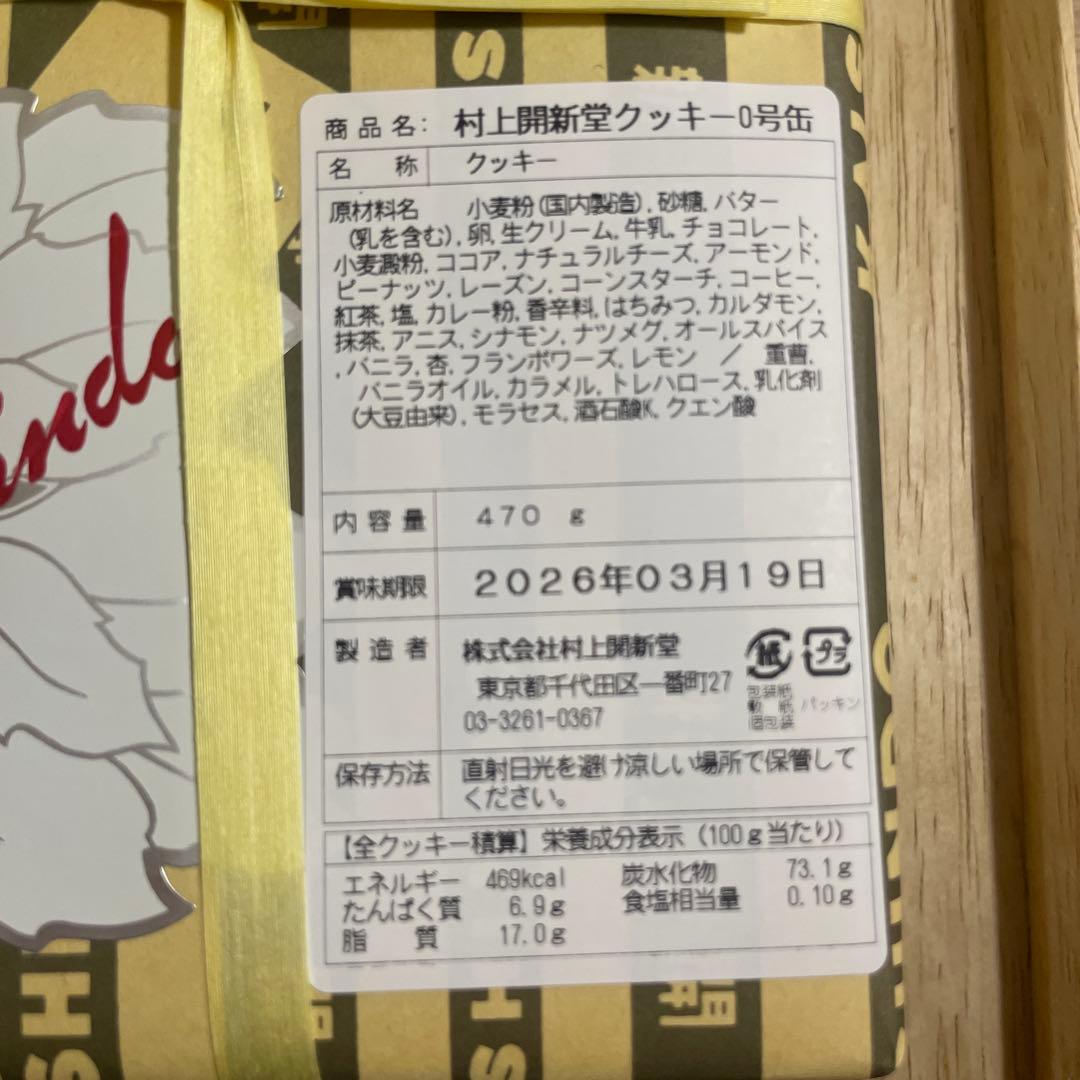 商品名： 村上開新堂クッキー0号缶
名 称 クッキー
原材料名 小麦粉(国内製造), 砂糖, バター
(乳を含む), 卵, 生クリーム, 牛乳, チョコレート,
小麦澱粉, ココア, ナチュラルチーズ, アーモンド,
ピーナッツ, レーズン, コーンスターチ, コーヒー,
紅茶, 塩, カレー粉, 香辛料, はちみつ, カルダモン,
抹茶, アニス, シナモン, ナツメグ, オールスパイス
, バニラ, 杏, フランボワーズ, レモン ／ 重曹,
バニラオイル, カラメル, トレハロース, 乳化剤
(大豆由来), モラセス, 酒石酸K, クエン酸
内容量 470 g
賞味期限 2026年03月19日
製造者 株式会社村上開新堂
東京都千代田区一番町27
03-3261-0367
紙 プラ
包装紙
敷 紙 パッキン
個包装
保存方法 直射日光を避け涼しい場所で保管して
ください。
【全クッキー積算】栄養成分表示（100g当たり）
エネルギー 469kcal 炭水化物 73.1g
たんぱく質 6.9g 食塩相当量 0.10g
脂 質 17.0g